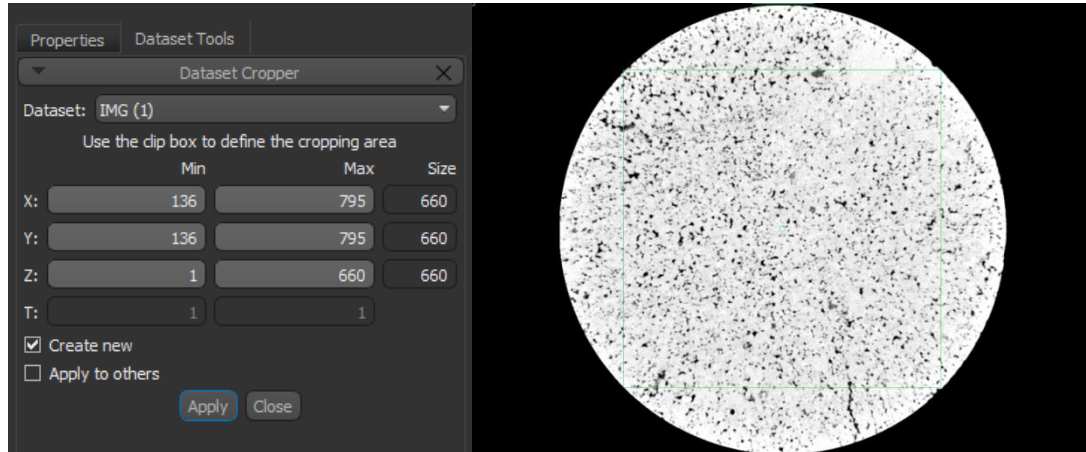 Properties Dataset Tools
Dataset Cropper
Dataset: IMG (1)
Use the clip box to define the cropping area
Min Max Size
X: 136 795 660
Y: 136 795 660
Z: 1 660 660
T: 1 1
Create new
Apply to others
Apply Close